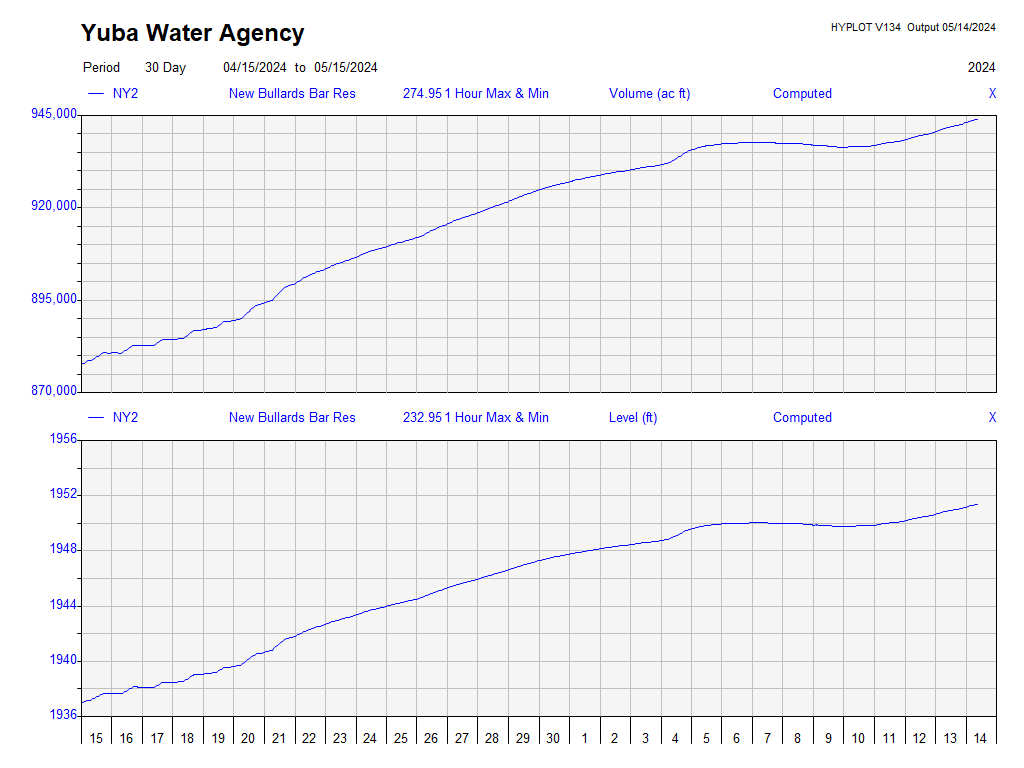 Yuba Water Agency
HYPLOT V134 Output 05/14/2024
Period 30 Day 04/15/2024 to 05/15/2024 2024
NY2 New Bullards Bar Res 274.95 1 Hour Max & Min Volume (ac ft) Computed X
945,000
920,000
895,000
870,000
NY2 New Bullards Bar Res 232.95 1 Hour Max & Min Level (ft) Computed X
1956
1952
1948
1944
1940
1936
15 16 17 18 19 20 21 22 23 24 25 26 27 28 29 30 1 2 3 4 5 6 7 8 9 10 11 12 13 14